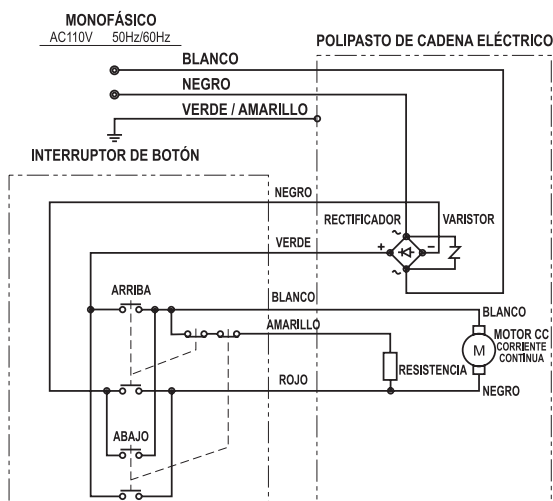 MONOFÁSICO
AC110V 50Hz/60Hz
POLIPASTO DE CADENA ELÉCTRICO
BLANCO
NEGRO
VERDE / AMARILLO
INTERRUPTOR DE BOTÓN
NEGRO
RECTIFICADOR
VARISTOR
~
VERDE
+
−
~
ARRIBA
BLANCO
BLANCO
AMARILLO
MOTOR CC
CORRIENTE
CONTÍNUA
M
RESISTENCIA
ROJO
NEGRO
ABAJO